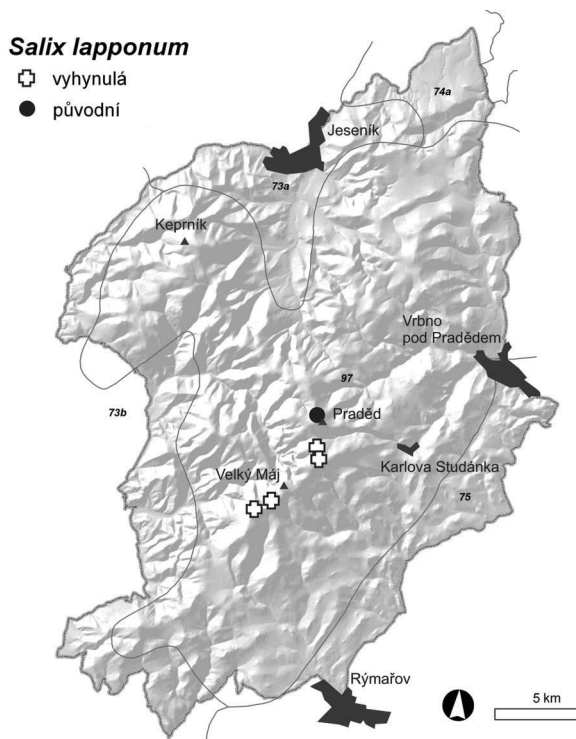 Salix lapponum
vyhynulá
původní
74a
Jeseník
73a
Keprník
Vrbno
pod Pradědem
97
73b
Praděd
Karlova Studánka
Velký Máj
75
Rýmařov
5 km